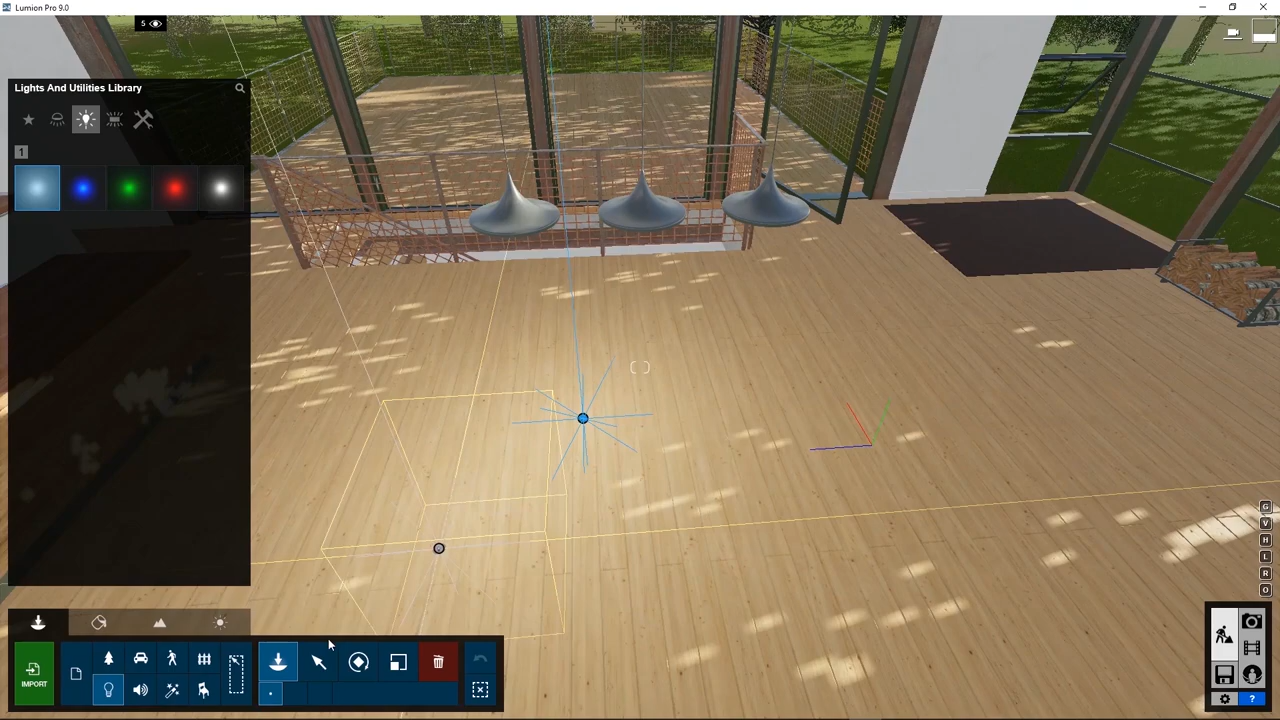 Lumion Pro 9.0
5
Lights And Utilities Library
1
G
V
H
L
R
O
IMPORT
?